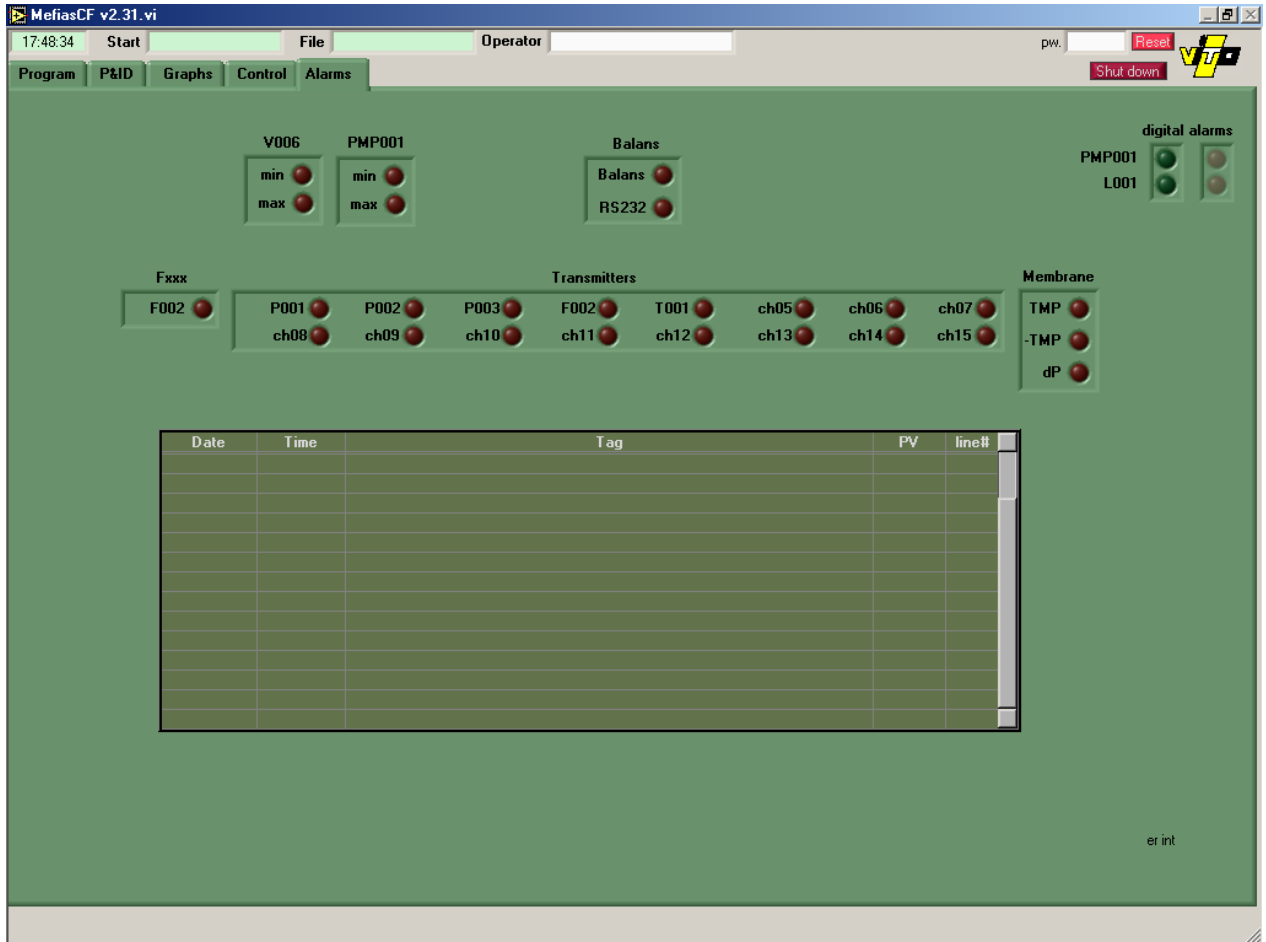 MefiasCF v2.31.vi
17:48:34 Start File Operator pw. Reset vito
Shut down
Program P&ID Graphs Control Alarms
digital alarms
V006 PMP001 Balans
PMP001
min min Balans
L001
max max RS232
Fxxx Transmitters Membrane
F002 P001 P002 P003 F002 T001 ch05 ch06 ch07 TMP
ch08 ch09 ch10 ch11 ch12 ch13 ch14 ch15 -TMP
dP
Date Time Tag PV line#
er int